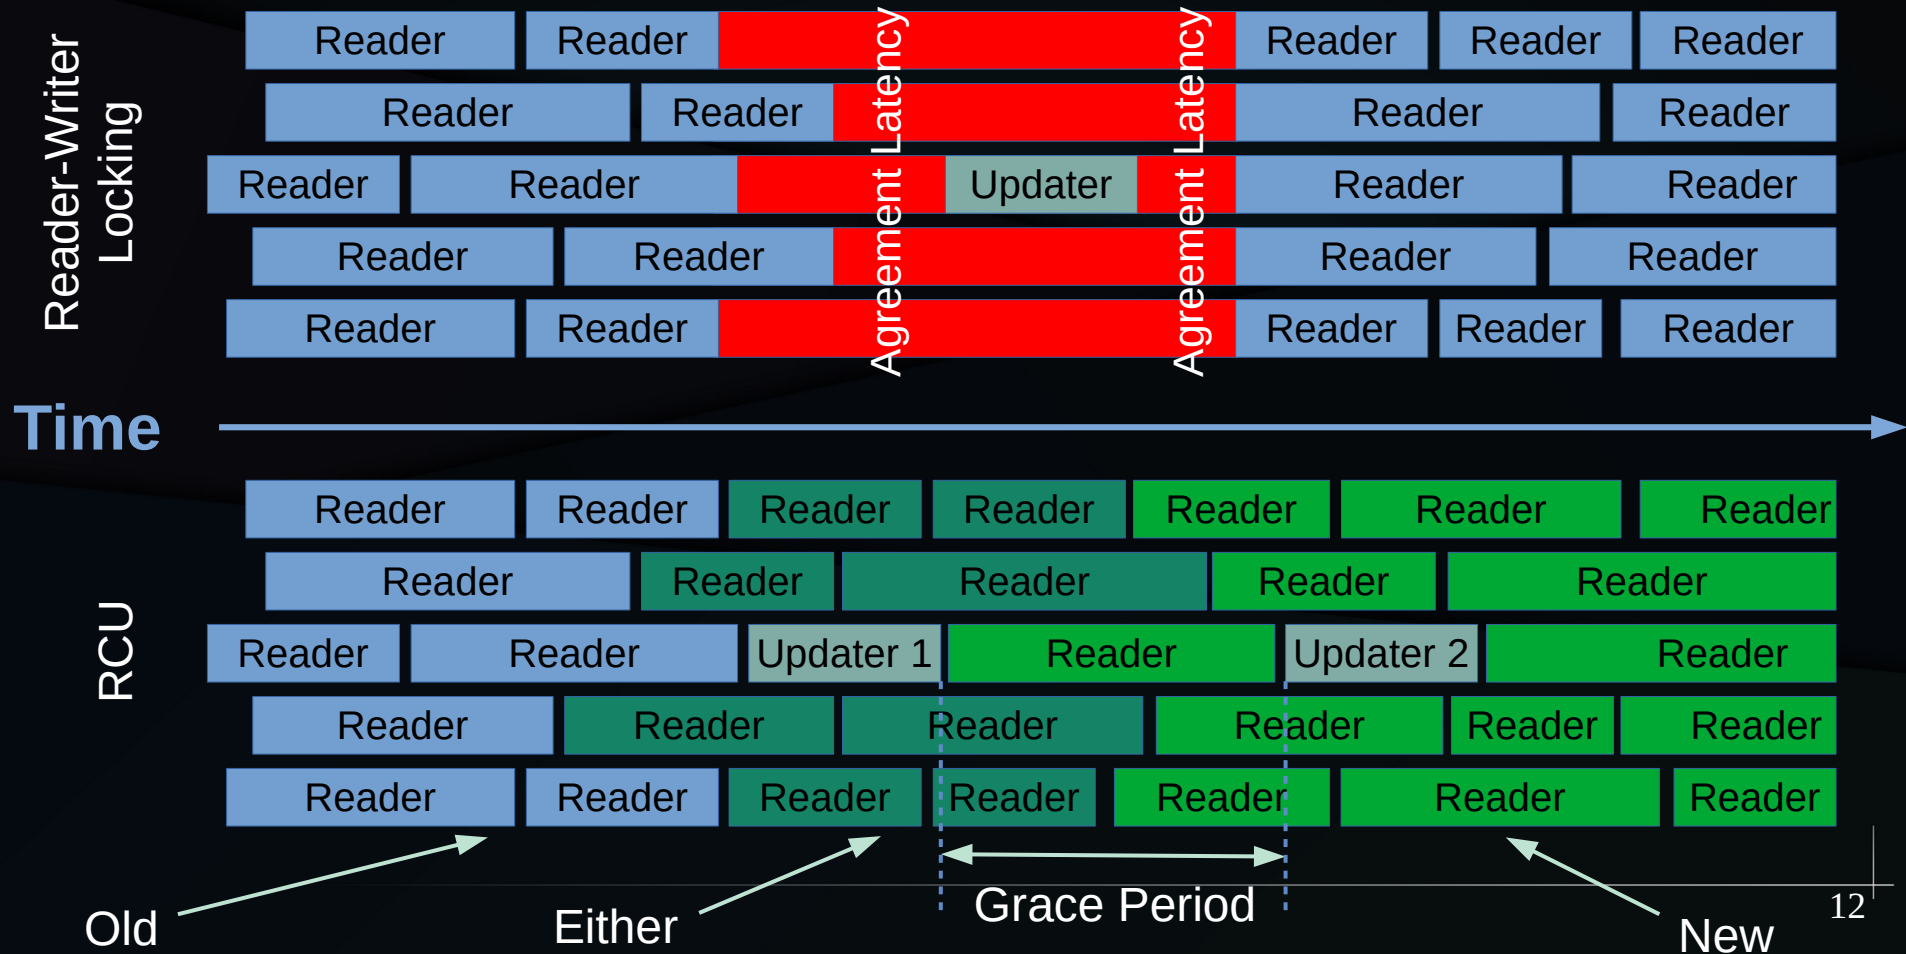 Reader-Writer
Locking
Reader Reader Reader Reader Reader
Reader Reader Reader Reader
Reader Reader Updater Reader Reader
Reader Reader Reader Reader
Reader Reader Reader Reader Reader
Agreement Latency
Agreement Latency
Time
RCU
Reader Reader Reader Reader Reader Reader Reader
Reader Reader Reader Reader Reader
Reader Reader Updater 1 Reader Updater 2 Reader
Reader Reader Reader Reader Reader Reader
Reader Reader Reader Reader Reader Reader Reader
Old
Either
Grace Period
New
12